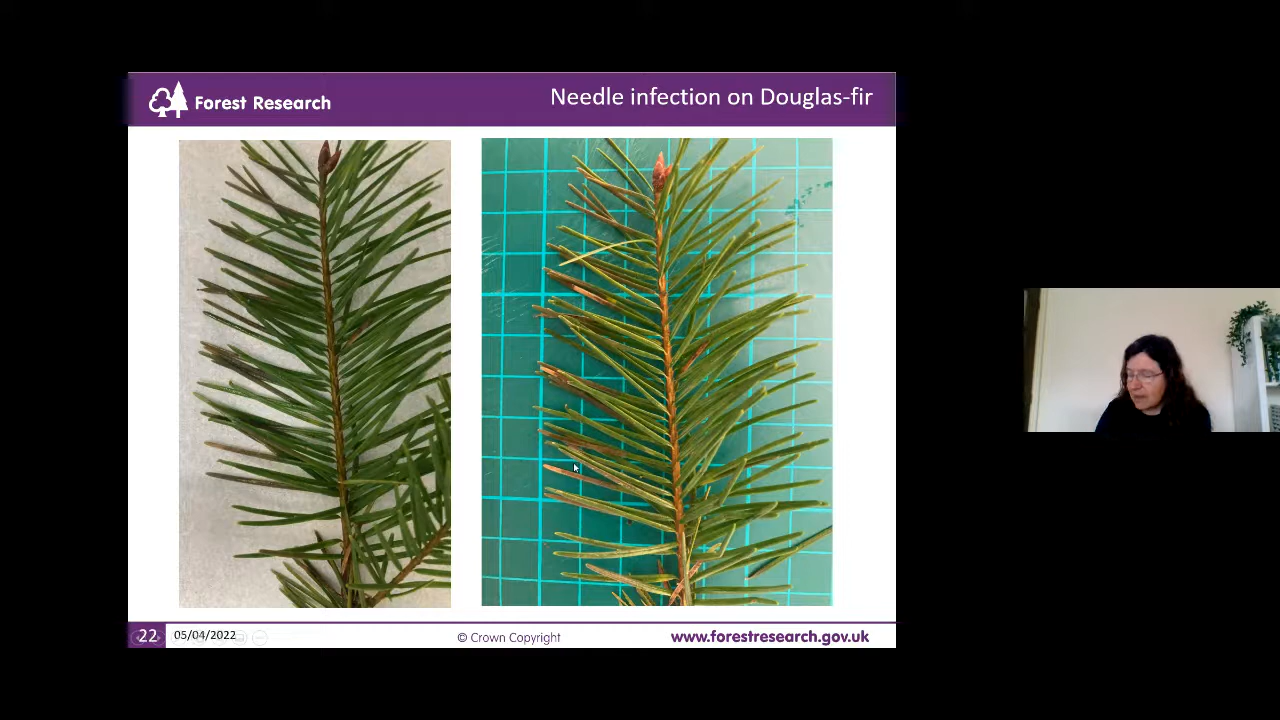 Forest Research
Needle infection on Douglas-fir
22
05/04/2022
© Crown Copyright
www.forestresearch.gov.uk